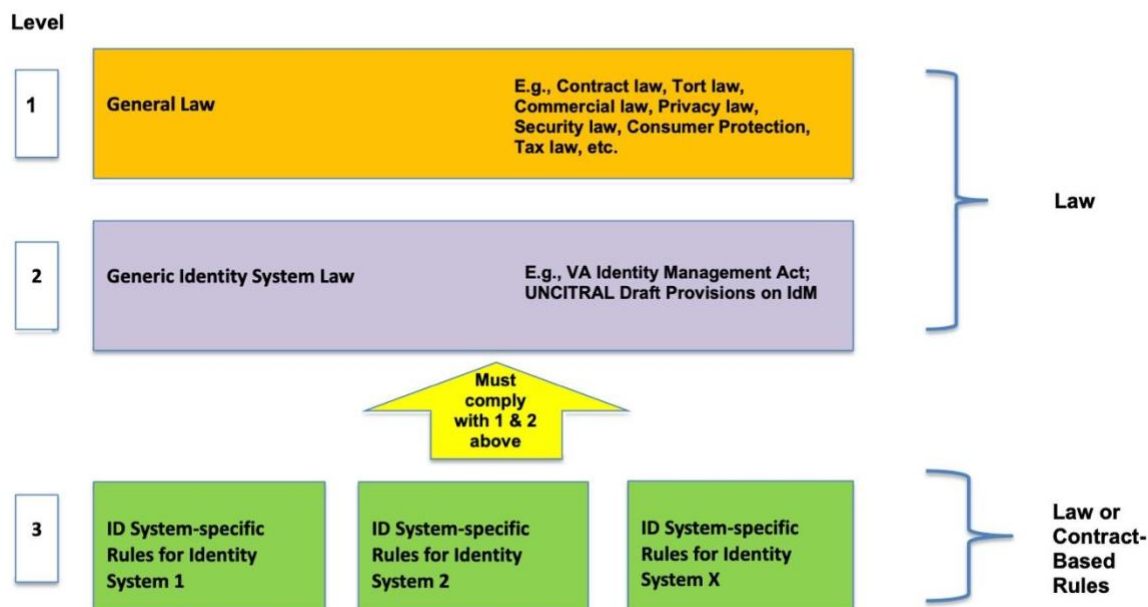 Level
1
General Law
E.g., Contract law, Tort law,
Commercial law, Privacy law,
Security law, Consumer Protection,
Tax law, etc.
Law
2
Generic Identity System Law
E.g., VA Identity Management Act;
UNCITRAL Draft Provisions on IdM
Must
comply
with 1 & 2
above
3
ID System-specific
Rules for Identity
System 1
ID System-specific
Rules for Identity
System 2
ID System-specific
Rules for Identity
System X
Law or
Contract-
Based
Rules